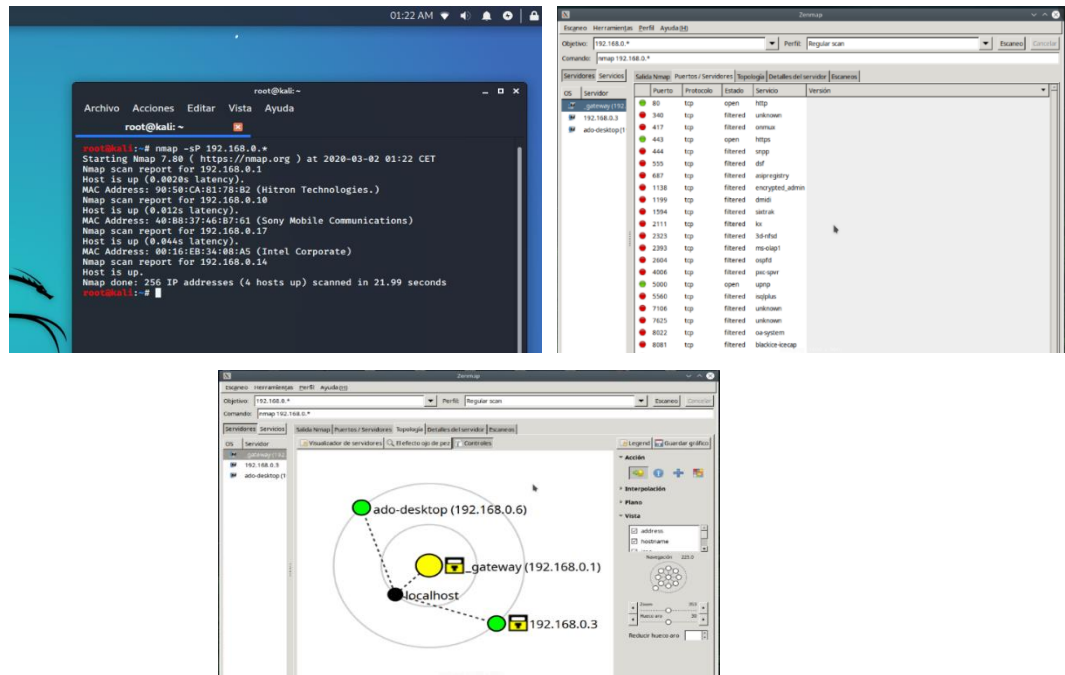 01:22 AM
root@kali: ~
Archivo Acciones Editar Vista Ayuda
root@kali: ~
root@kali:~# nmap -sP 192.168.0.*
Starting Nmap 7.80 ( https://nmap.org ) at 2020-03-02 01:22 CET
Nmap scan report for 192.168.0.1
Host is up (0.0020s latency).
MAC Address: 90:50:CA:81:78:B2 (Hitron Technologies.)
Nmap scan report for 192.168.0.10
Host is up (0.012s latency).
MAC Address: 40:B8:37:46:B7:61 (Sony Mobile Communications)
Nmap scan report for 192.168.0.17
Host is up (0.044s latency).
MAC Address: 00:16:EB:34:08:A5 (Intel Corporate)
Nmap scan report for 192.168.0.14
Host is up.
Nmap done: 256 IP addresses (4 hosts up) scanned in 21.99 seconds
root@kali:~#
Zenmap
Escaneo Herramientas Perfil Ayuda(H)
Objetivo: 192.168.0.* Perfil: Regular scan Escaneo Cancelar
Comando: nmap 192.168.0.*
Servidores Servicios Salida Nmap Puertos / Servidores Topología Detalles del servidor Escaneos
OS Servidor Puerto Protocolo Estado Servicio Versión
_gateway (192. 80 tcp open http
192.168.0.3 340 tcp filtered unknown
ado-desktop (1 417 tcp filtered onmux
443 tcp open https
444 tcp filtered snpp
555 tcp filtered dsf
687 tcp filtered asipregistry
1138 tcp filtered encrypted_admin
1199 tcp filtered dmidi
1594 tcp filtered sixtrak
2111 tcp filtered kx
2323 tcp filtered 3d-nfsd
2393 tcp filtered ms-olap1
2604 tcp filtered ospfd
4006 tcp filtered pxc-spvr
5000 tcp open upnp
5560 tcp filtered isqlplus
7106 tcp filtered unknown
7625 tcp filtered unknown
8022 tcp filtered oa-system
8081 tcp filtered blackice-icecap
Zenmap
Escaneo Herramientas Perfil Ayuda(H)
Objetivo: 192.168.0.* Perfil: Regular scan Escaneo Cancelar
Comando: nmap 192.168.0.*
Servidores Servicios Salida Nmap Puertos / Servidores Topología Detalles del servidor Escaneos
OS Servidor Visualizador de servidores El efecto ojo de pez Controles Legend Guardar gráfico
_gateway (192.
192.168.0.3
ado-desktop (1
Acción
Interpolación
Plano
Vista
address
hostname
Navegación 225.0
Zoom
Hueco aro
Reducir hueco aro
ado-desktop (192.168.0.6)
_gateway (192.168.0.1)
localhost
192.168.0.3